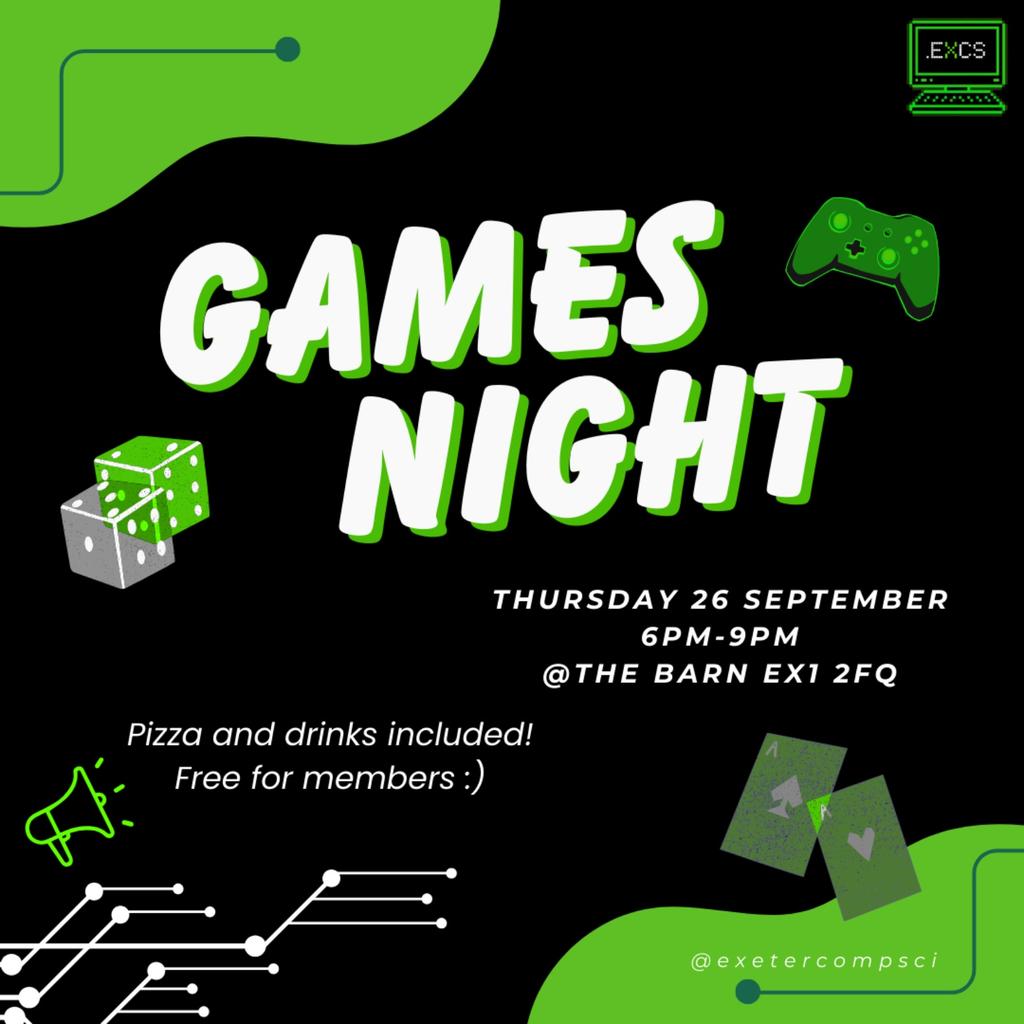 .EXCS
GAMES
NIGHT
THURSDAY 26 SEPTEMBER
6PM-9PM
@THE BARN EX1 2FQ
Pizza and drinks included!
Free for members :)
A
A
@exetercompsci